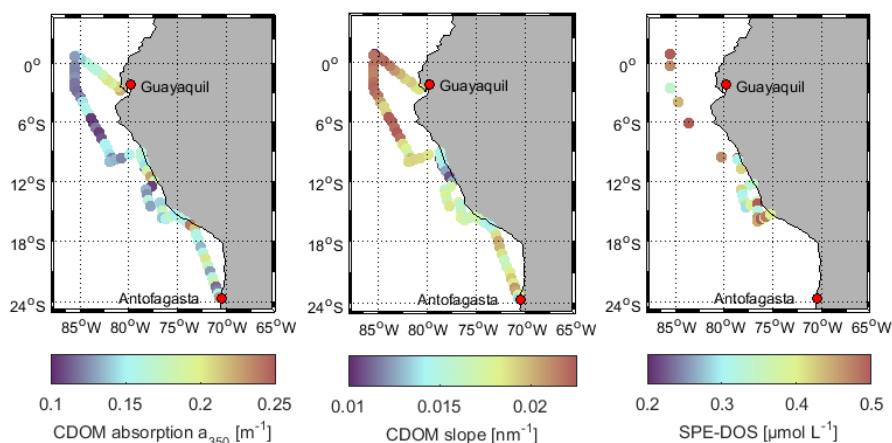 0° 6°S 12°S 18°S 24°S
85°W 80°W 75°W 70°W 65°W
Guayaquil
Antofagasta
0.1 0.15 0.2 0.25
CDOM absorption a₃₅₀ [m⁻¹]
0° 6°S 12°S 18°S 24°S
85°W 80°W 75°W 70°W 65°W
Guayaquil
Antofagasta
0.01 0.015 0.02
CDOM slope [nm⁻¹]
0° 6°S 12°S 18°S 24°S
85°W 80°W 75°W 70°W 65°W
Guayaquil
Antofagasta
0.2 0.3 0.4 0.5
SPE-DOS [µmol L⁻¹]